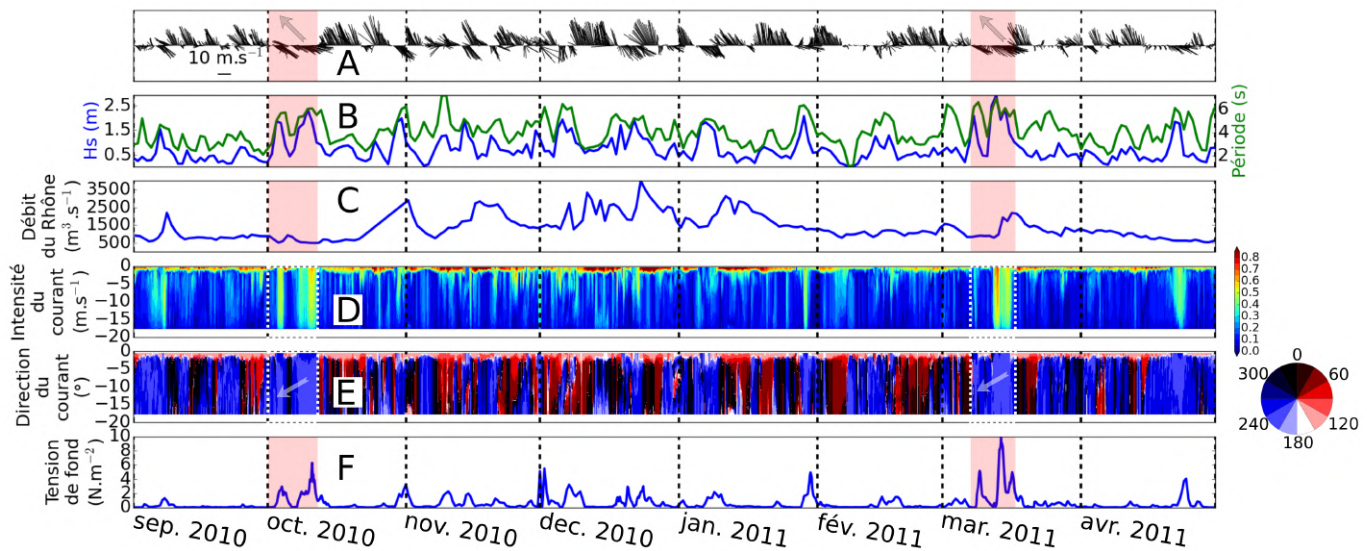 10 m.s⁻¹
A
Hs (m)
2.5
1.5
0.5
B
6
4
2
Période (s)
Débit
du Rhône
(m³.s⁻¹)
3500
2500
1500
500
C
Intensité
du
courant
(m.s⁻¹)
0
−5
−10
−15
−20
D
0.8
0.7
0.6
0.5
0.4
0.3
0.2
0.1
0.0
Direction
du
courant
(°)
0
−5
−10
−15
−20
E
0
300
60
240
120
180
Tension
de fond
(N.m⁻²)
10
8
6
4
2
0
F
sep. 2010
oct. 2010
nov. 2010
dec. 2010
jan. 2011
fév. 2011
mar. 2011
avr. 2011